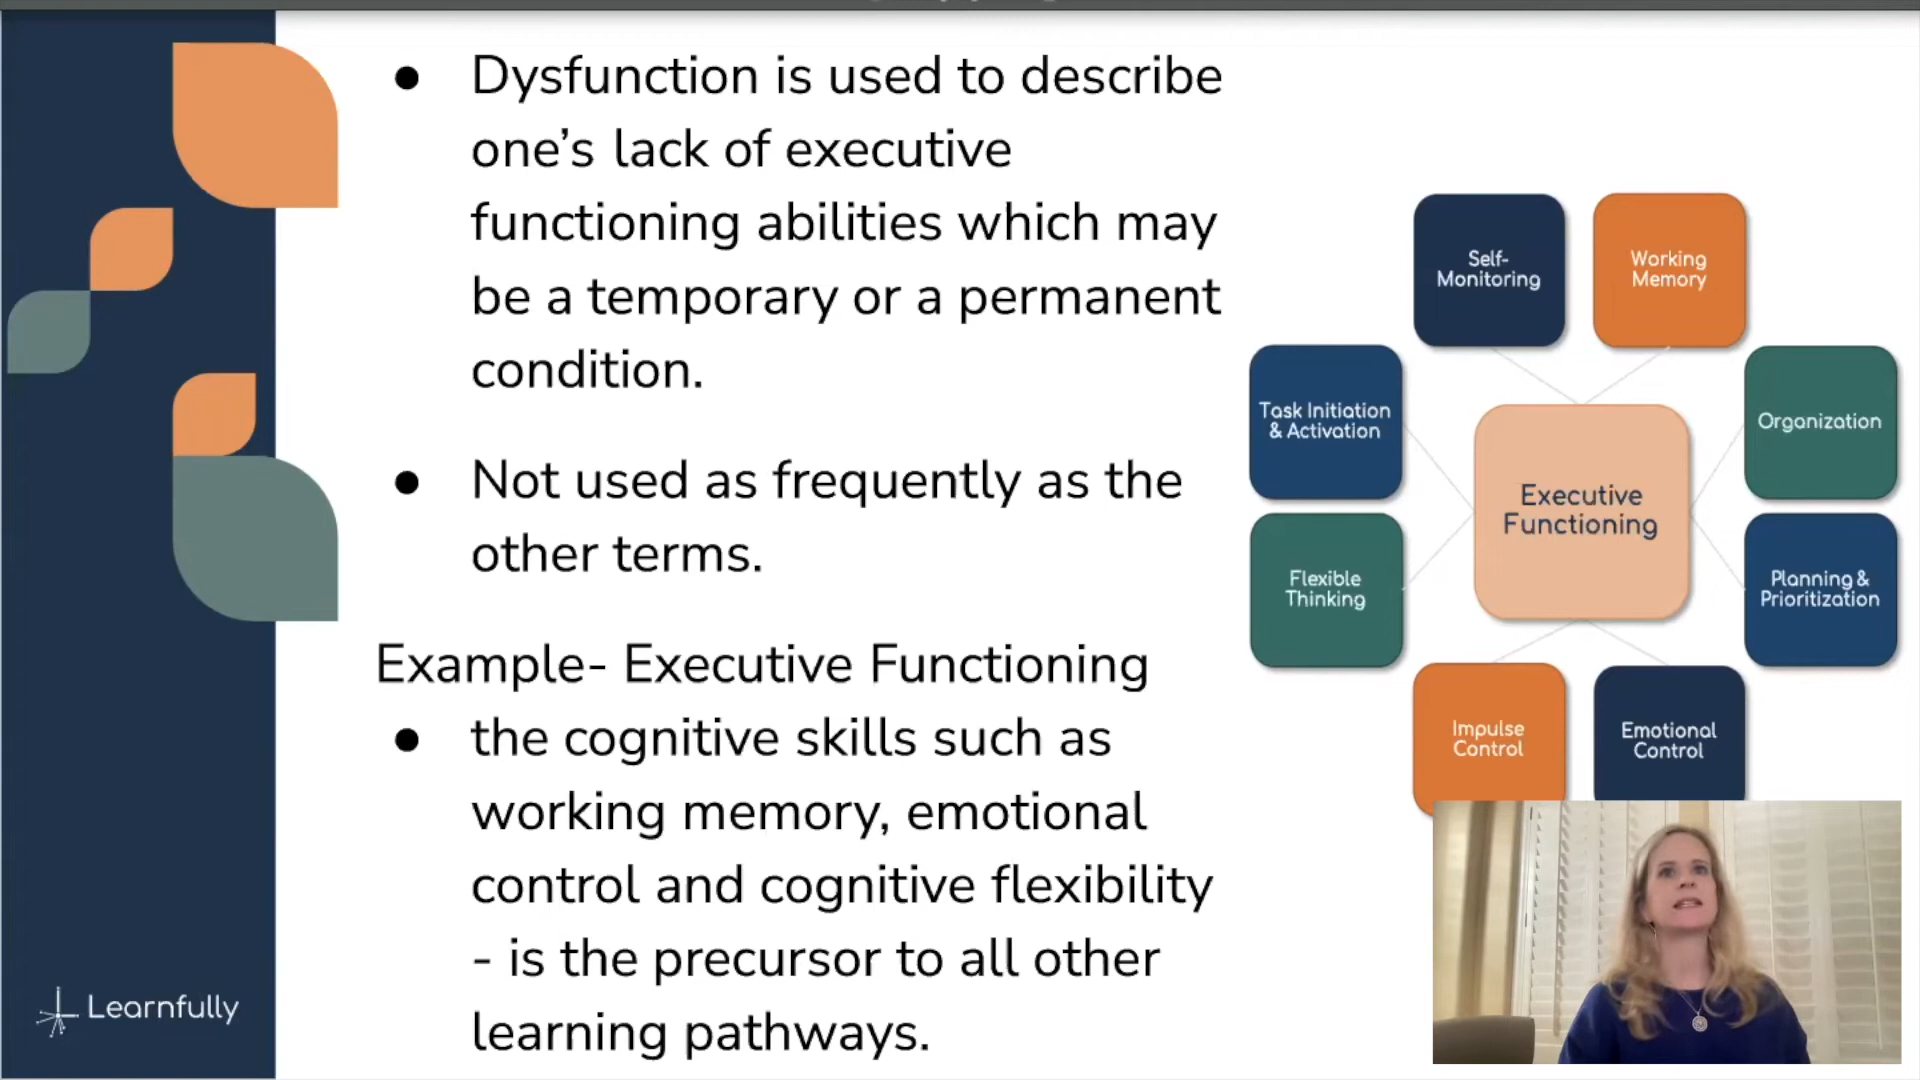 ● Dysfunction is used to describe
one’s lack of executive
functioning abilities which may
be a temporary or a permanent
condition.
● Not used as frequently as the
other terms.
Example- Executive Functioning
● the cognitive skills such as
working memory, emotional
control and cognitive flexibility
- is the precursor to all other
learning pathways.
Self-
Monitoring
Working
Memory
Task Initiation
& Activation
Organization
Executive
Functioning
Flexible
Thinking
Planning &
Prioritization
Impulse
Control
Emotional
Control
Learnfully